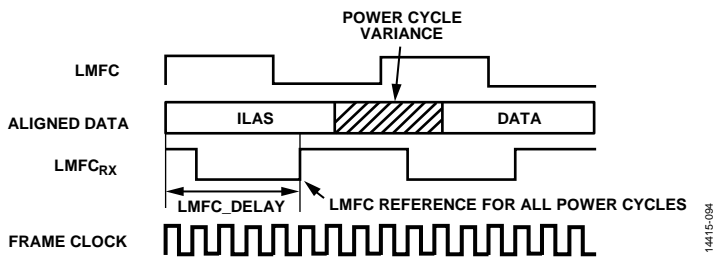 POWER CYCLE
VARIANCE
LMFC
ALIGNED DATA
ILAS
DATA
LMFCRX
LMFC_DELAY
LMFC REFERENCE FOR ALL POWER CYCLES
FRAME CLOCK
14415-094